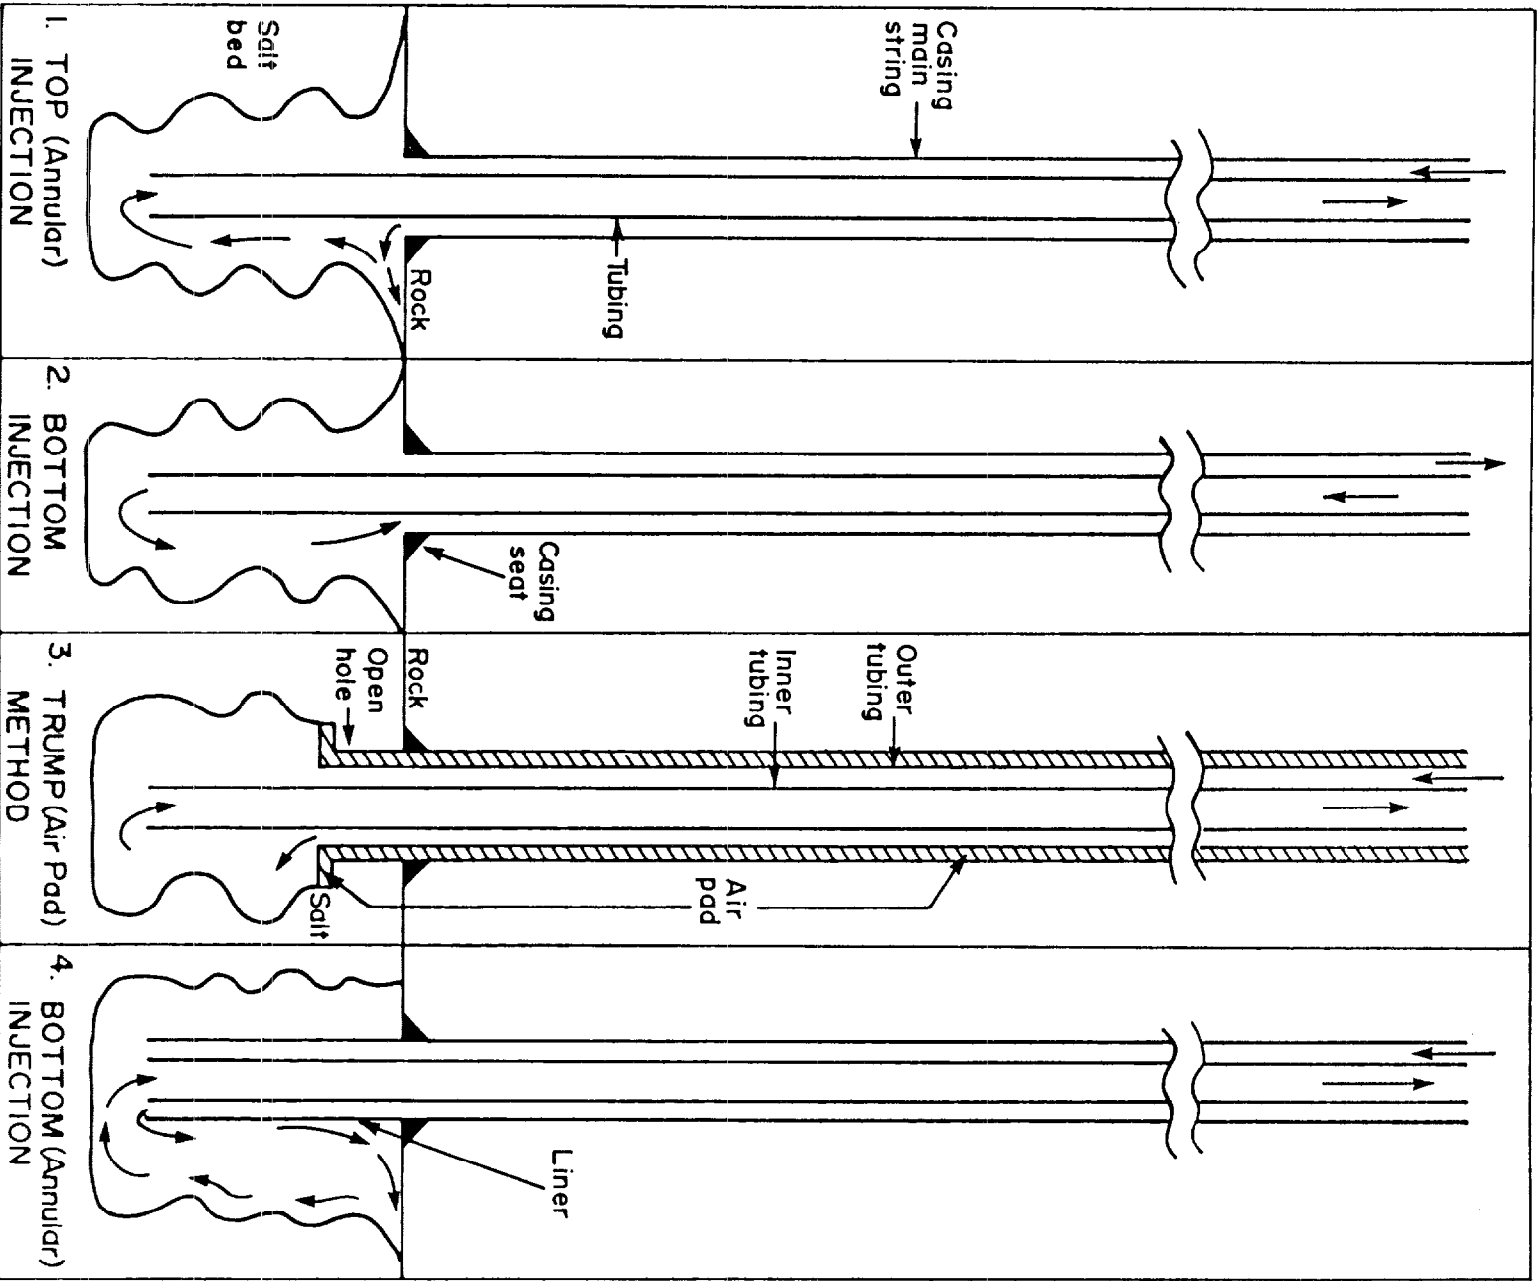 Casing
main
string
Tubing
Rock
Salt
bed
1. TOP (Annular)
INJECTION
Casing
seat
2. BOTTOM
INJECTION
Outer
tubing
Inner
tubing
Air
pad
Rock
Open
hole
Salt
3. TRUMP (Air Pad)
METHOD
Liner
4. BOTTOM (Annular)
INJECTION